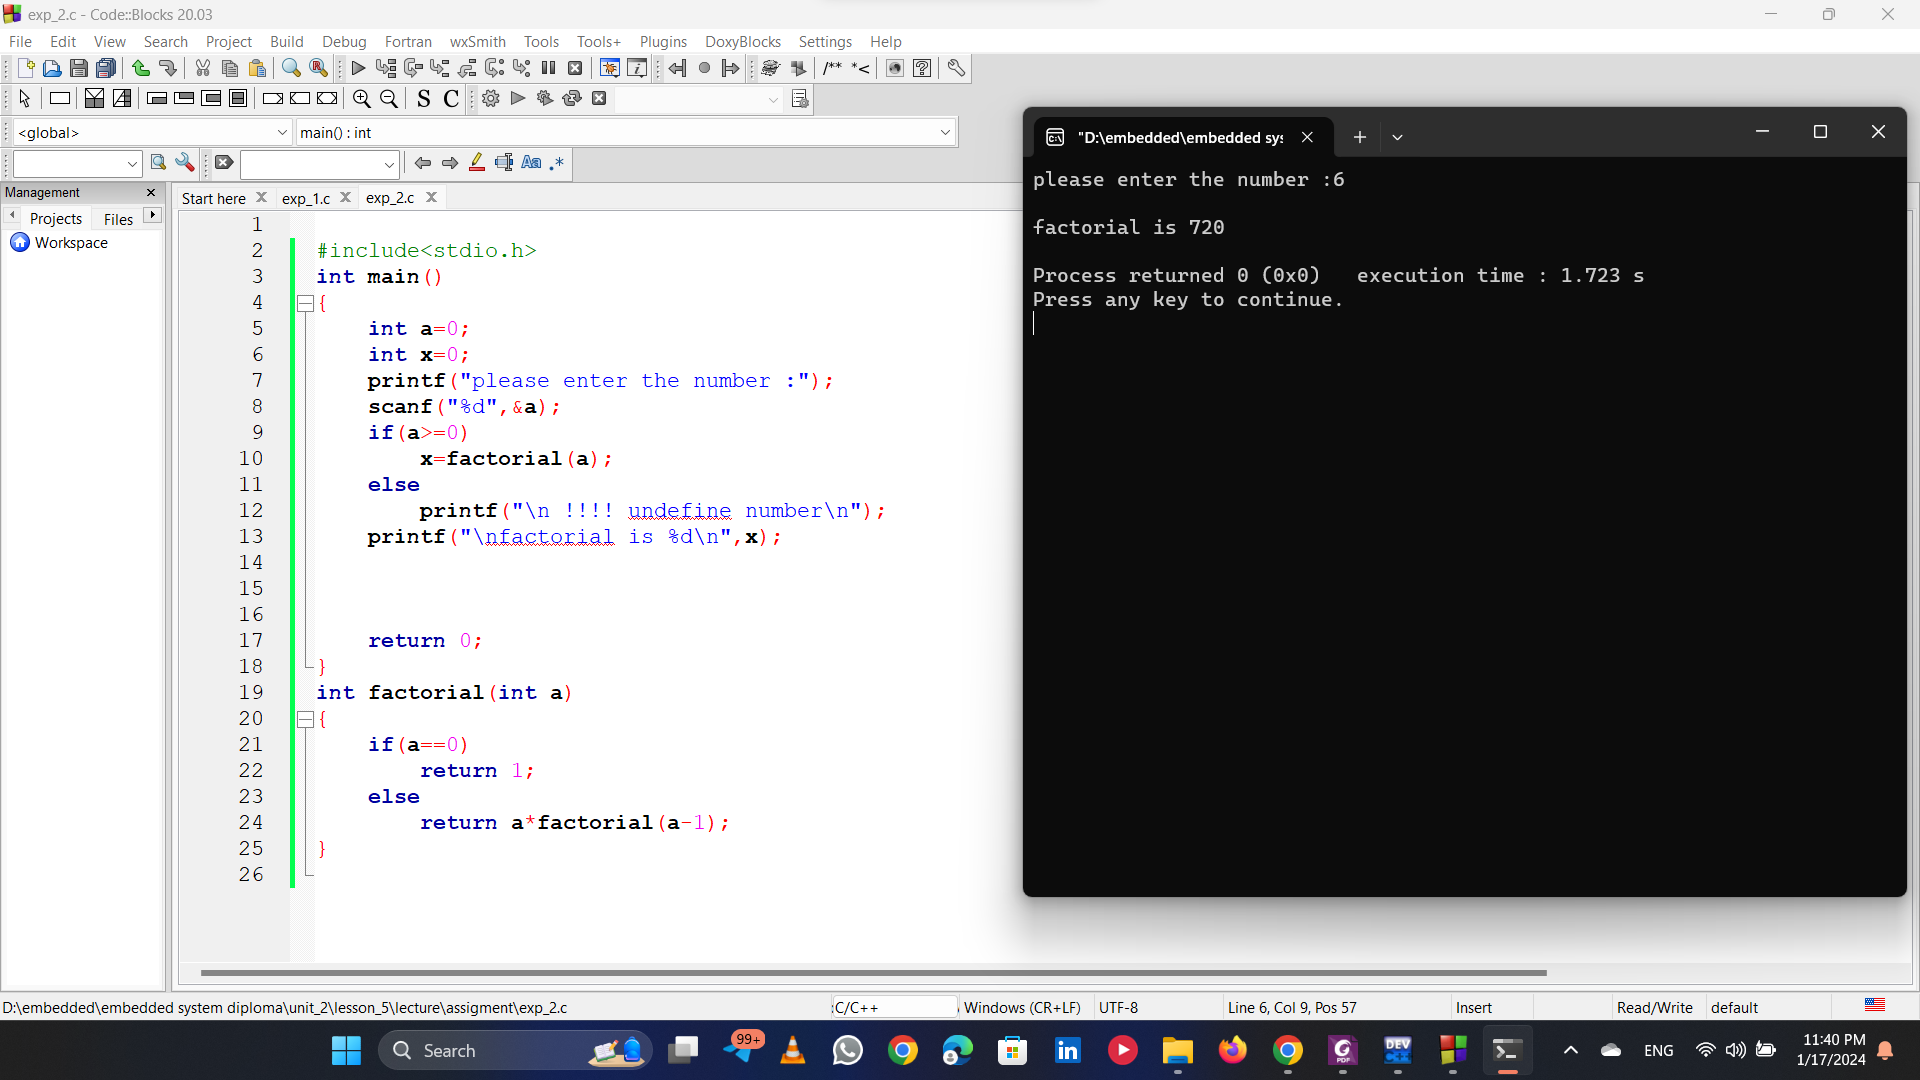 exp_2.c - Code::Blocks 20.03
File Edit View Search Project Build Debug Fortran wxSmith Tools Tools+ Plugins DoxyBlocks Settings Help
/** *<
S C
<global> main() : int
Aa .*
Management
Projects Files
Workspace
Start here exp_1.c exp_2.c
1
2 #include<stdio.h>
3 int main()
4 {
5 int a=0;
6 int x=0;
7 printf("please enter the number :");
8 scanf("%d",&a);
9 if(a>=0)
10 x=factorial(a);
11 else
12 printf("\n !!!! undefine number\n");
13 printf("\nfactorial is %d\n",x);
14
15
16
17 return 0;
18 }
19 int factorial(int a)
20 {
21 if(a==0)
22 return 1;
23 else
24 return a*factorial(a-1);
25 }
26
"D:\embedded\embedded sys
please enter the number :6
factorial is 720
Process returned 0 (0x0) execution time : 1.723 s
Press any key to continue.
D:\embedded\embedded system diploma\unit_2\lesson_5\lecture\assigment\exp_2.c C/C++ Windows (CR+LF) UTF-8 Line 6, Col 9, Pos 57 Insert Read/Write default
Search 99+ ENG 11:40 PM
1/17/2024